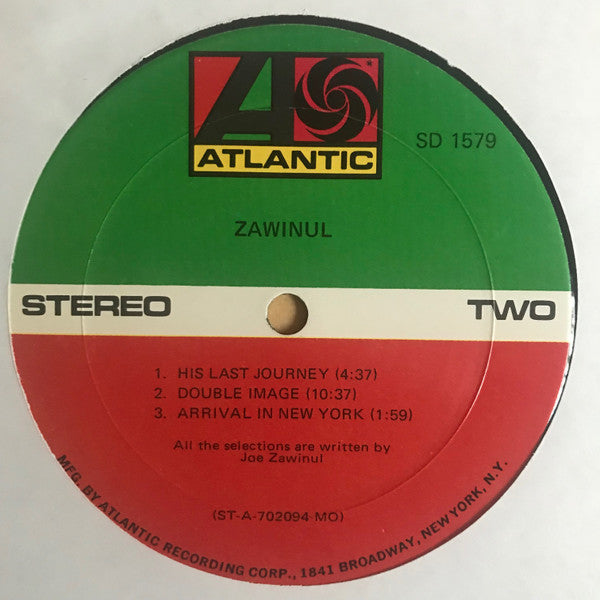 ATLANTIC
SD 1579
ZAWINUL
STEREO
TWO
1. HIS LAST JOURNEY (4:37)
2. DOUBLE IMAGE (10:37)
3. ARRIVAL IN NEW YORK (1:59)
All the selections are written by
Joe Zawinul
(ST-A-702094-MO)
MFG. BY ATLANTIC RECORDING CORP., 1841 BROADWAY, NEW YORK, N.Y.